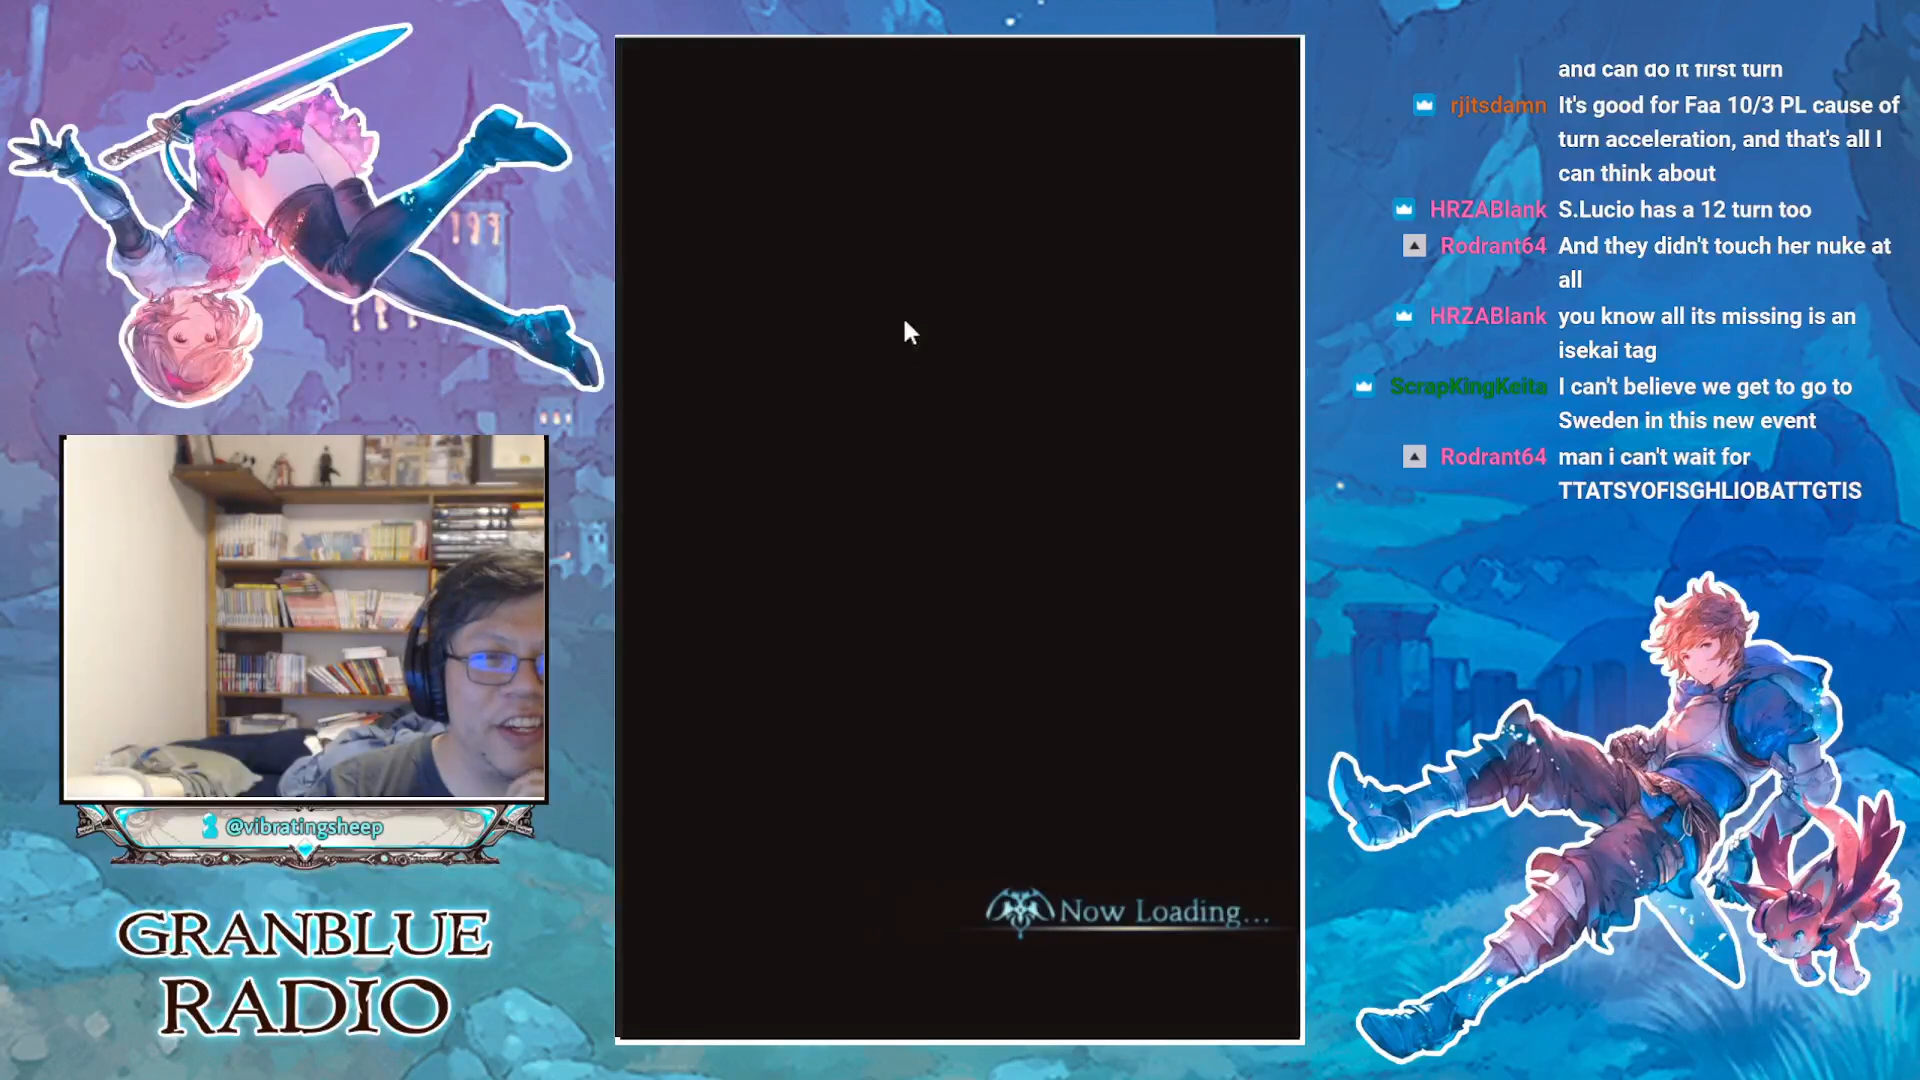 and can do it first turn
rjitsdamn It's good for Faa 10/3 PL cause of
turn acceleration, and that's all I
can think about
HRZABlank S.Lucio has a 12 turn too
Rodrant64 And they didn't touch her nuke at
all
HRZABlank you know all its missing is an
isekai tag
ScrapKingKeita I can't believe we get to go to
Sweden in this new event
Rodrant64 man i can't wait for
TTATSYOFISGHLIOBATTGTIS
@vibratingsheep
GRANBLUE
RADIO
Now Loading...